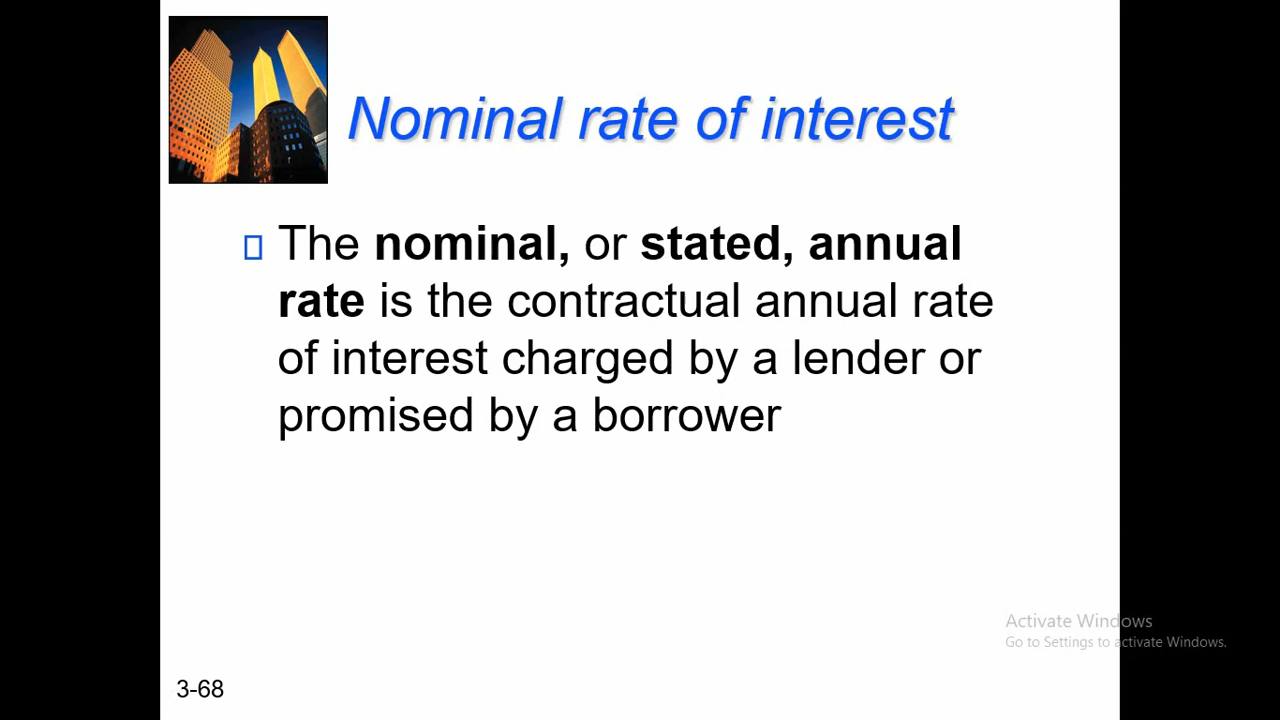 Nominal rate of interest
The nominal, or stated, annual
rate is the contractual annual rate
of interest charged by a lender or
promised by a borrower
Activate Windows
Go to Settings to activate Windows.
3-68